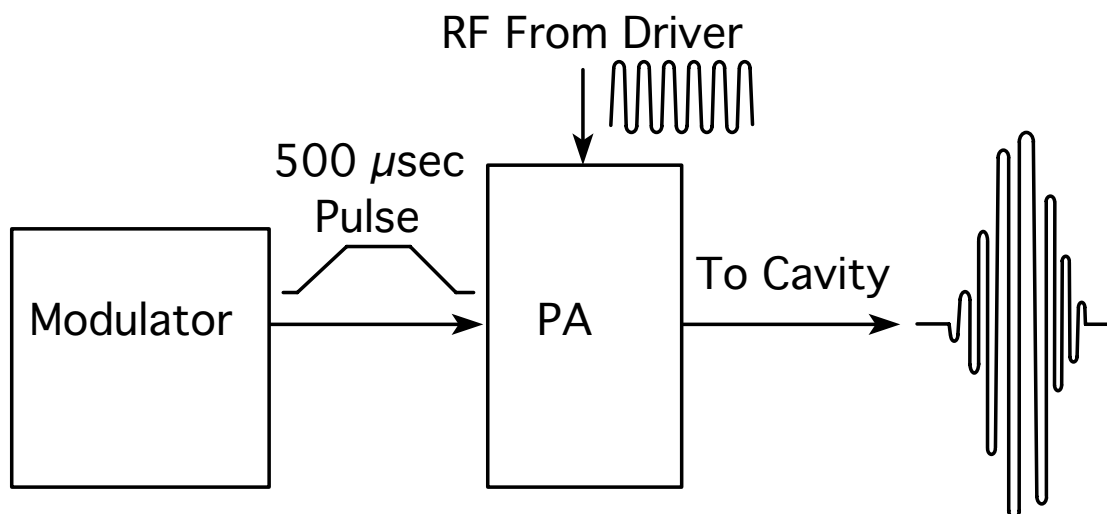 RF From Driver
500 µsec
Pulse
To Cavity
Modulator
PA